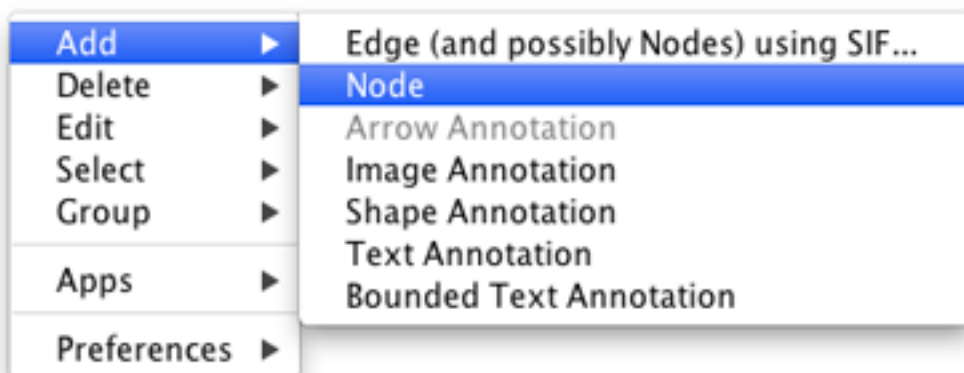 Add
Delete
Edit
Select
Group
Apps
Preferences
Edge (and possibly Nodes) using SIF...
Node
Arrow Annotation
Image Annotation
Shape Annotation
Text Annotation
Bounded Text Annotation